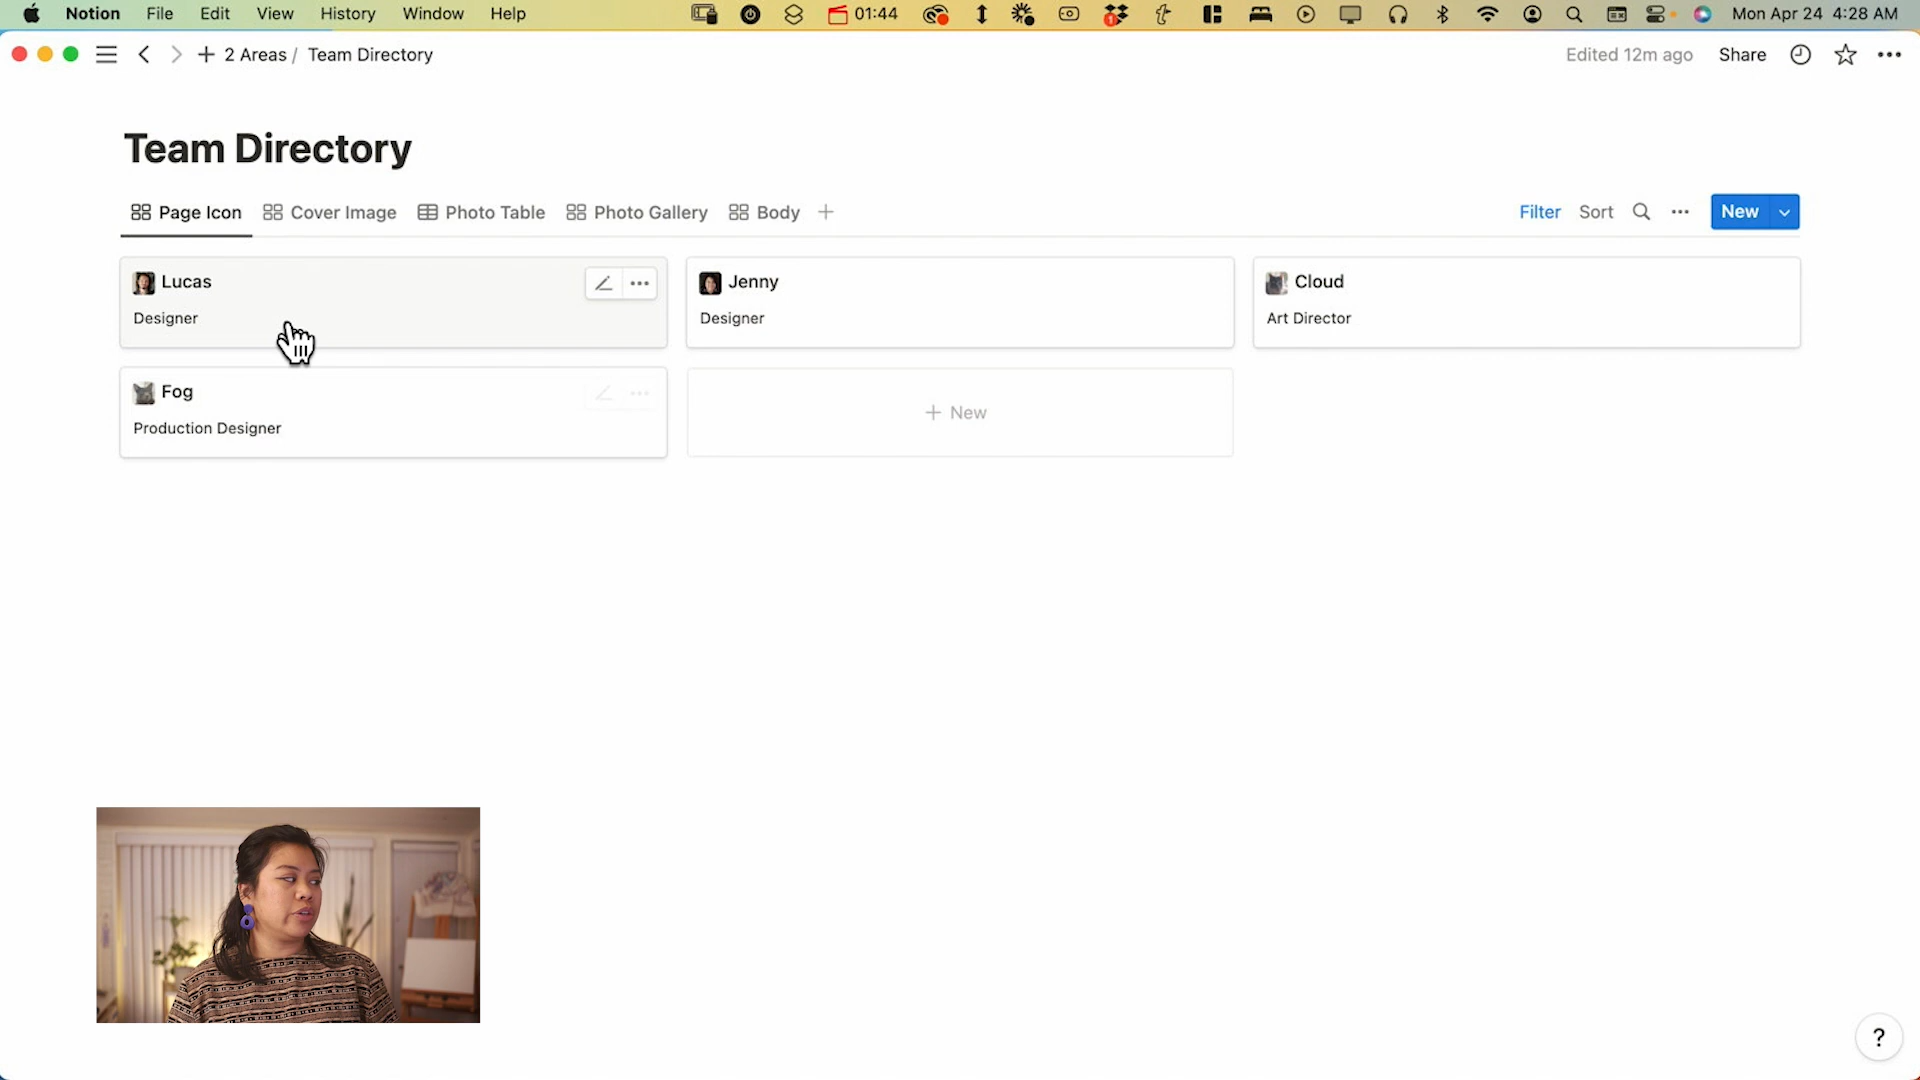 Notion File Edit View History Window Help 01:44 1 Mon Apr 24 4:28 AM
2 Areas / Team Directory Edited 12m ago Share
Team Directory
Page Icon Cover Image Photo Table Photo Gallery Body Filter Sort New
Lucas
Designer
Jenny
Designer
Cloud
Art Director
Fog
Production Designer
New
?